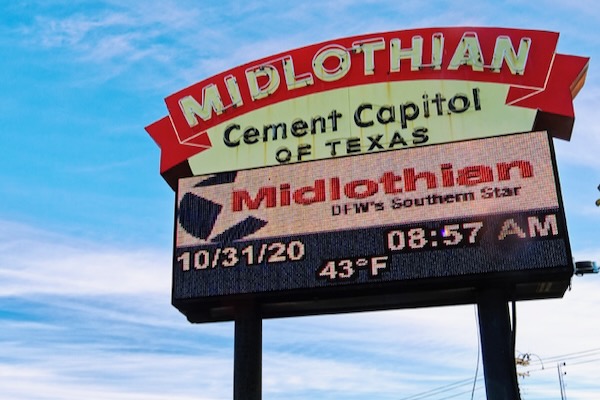 MIDLOTHIAN
Cement Capitol
OF TEXAS
Midlothian
DFW's Southern Star
10/31/20 08:57 AM
43°F